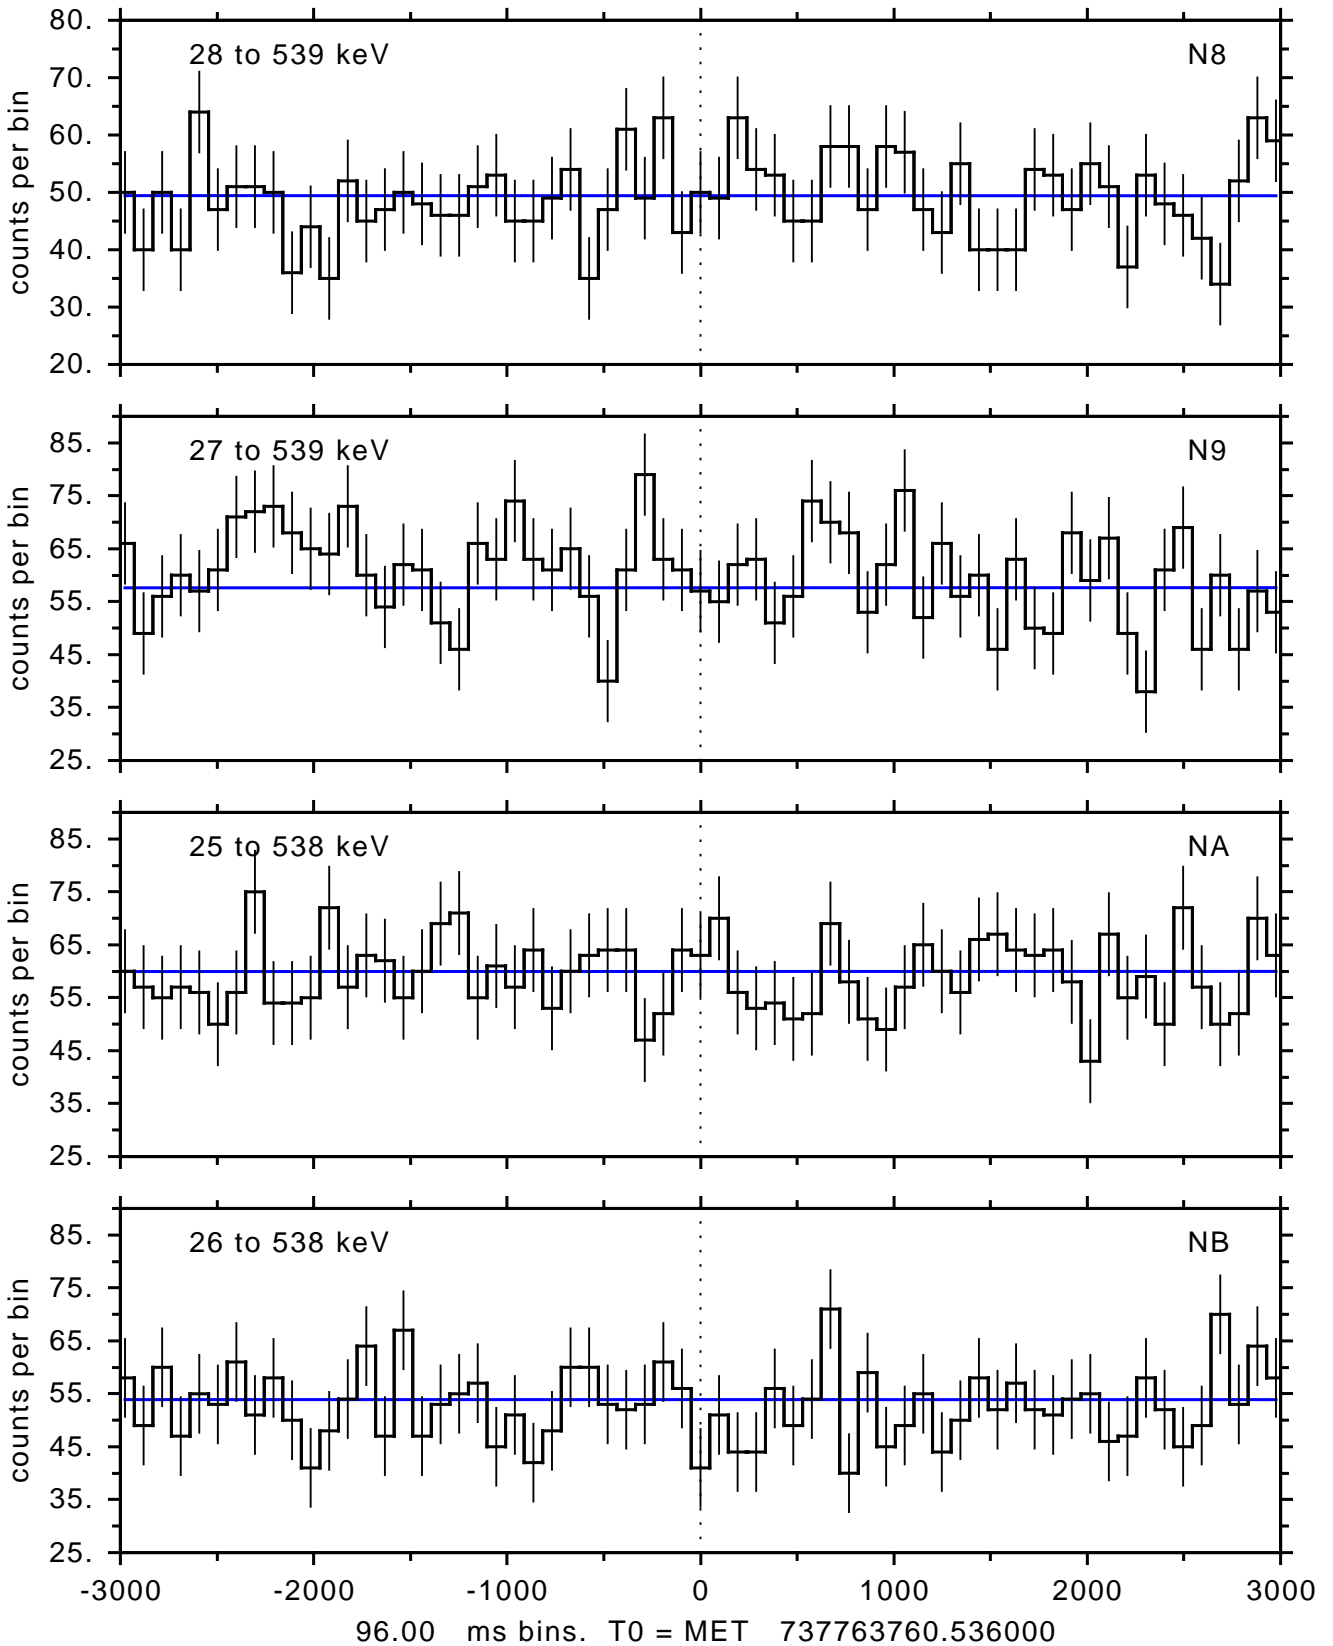 28 to 539 keV N8
80.
70.
60.
50.
40.
30.
20.
counts per bin
27 to 539 keV N9
85.
75.
65.
55.
45.
35.
25.
counts per bin
25 to 538 keV NA
85.
75.
65.
55.
45.
35.
25.
counts per bin
26 to 538 keV NB
85.
75.
65.
55.
45.
35.
25.
counts per bin
-3000 -2000 -1000 0 1000 2000 3000
96.00 ms bins. T0 = MET 737763760.536000